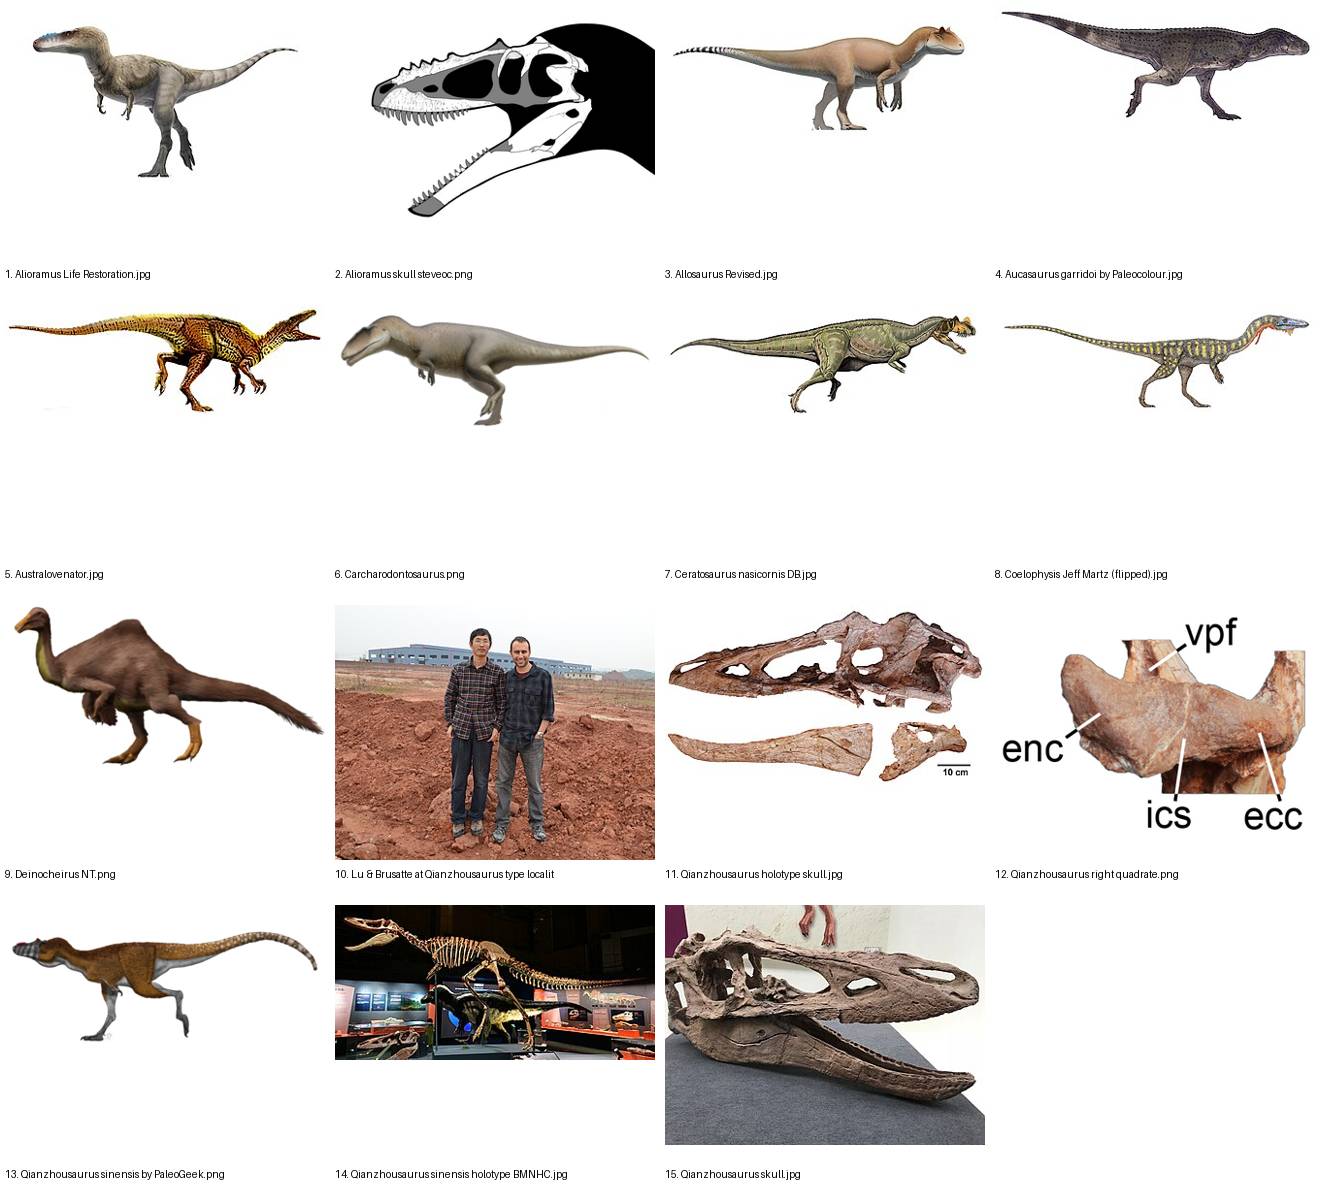 1. Alioramus Life Restoration.jpg
2. Alioramus skull steveoc.png
3. Allosaurus Revised.jpg
4. Aucasaurus garridoi by Paleocolour.jpg
5. Australovenator.jpg
6. Carcharodontosaurus.png
7. Ceratosaurus nasicornis DB.jpg
8. Coelophysis Jeff Martz (flipped).jpg
10 cm
vpf
enc
ics
ecc
9. Deinocheirus NT.png
10. Lu & Brusatte at Qianzhousaurus type localit
11. Qianzhousaurus holotype skull.jpg
12. Qianzhousaurus right quadrate.png
13. Qianzhousaurus sinensis by PaleoGeek.png
14. Qianzhousaurus sinensis holotype BMNHC.jpg
15. Qianzhousaurus skull.jpg